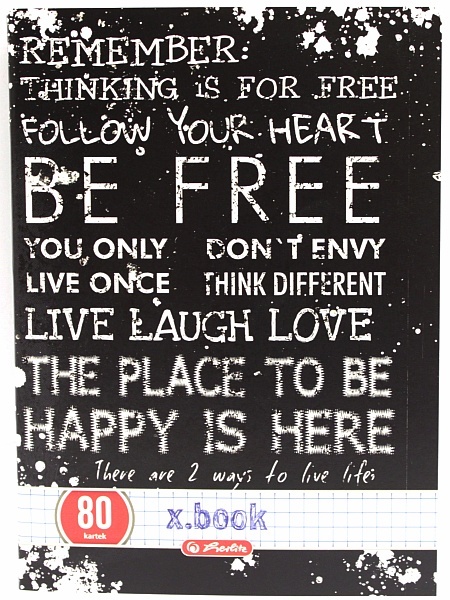 REMEMBER:
THINKING IS FOR FREE
FOLLOW YOUR HEART
BE FREE
YOU ONLY DON`T ENVY
LIVE ONCE THINK DIFFERENT
LIVE LAUGH LOVE
THE PLACE TO BE
HAPPY IS HERE
There are 2 ways to live life:
80
kartek
x.book
Berlitz